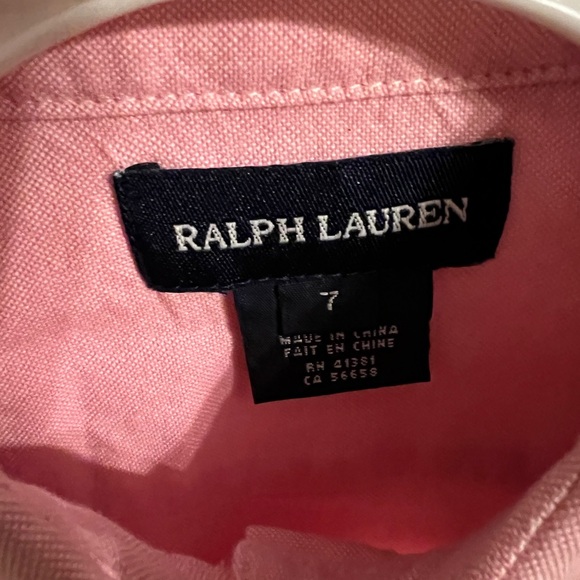 RALPH LAUREN
7
MADE IN CHINA
FAIT EN CHINE
RN 41381
CA 56658